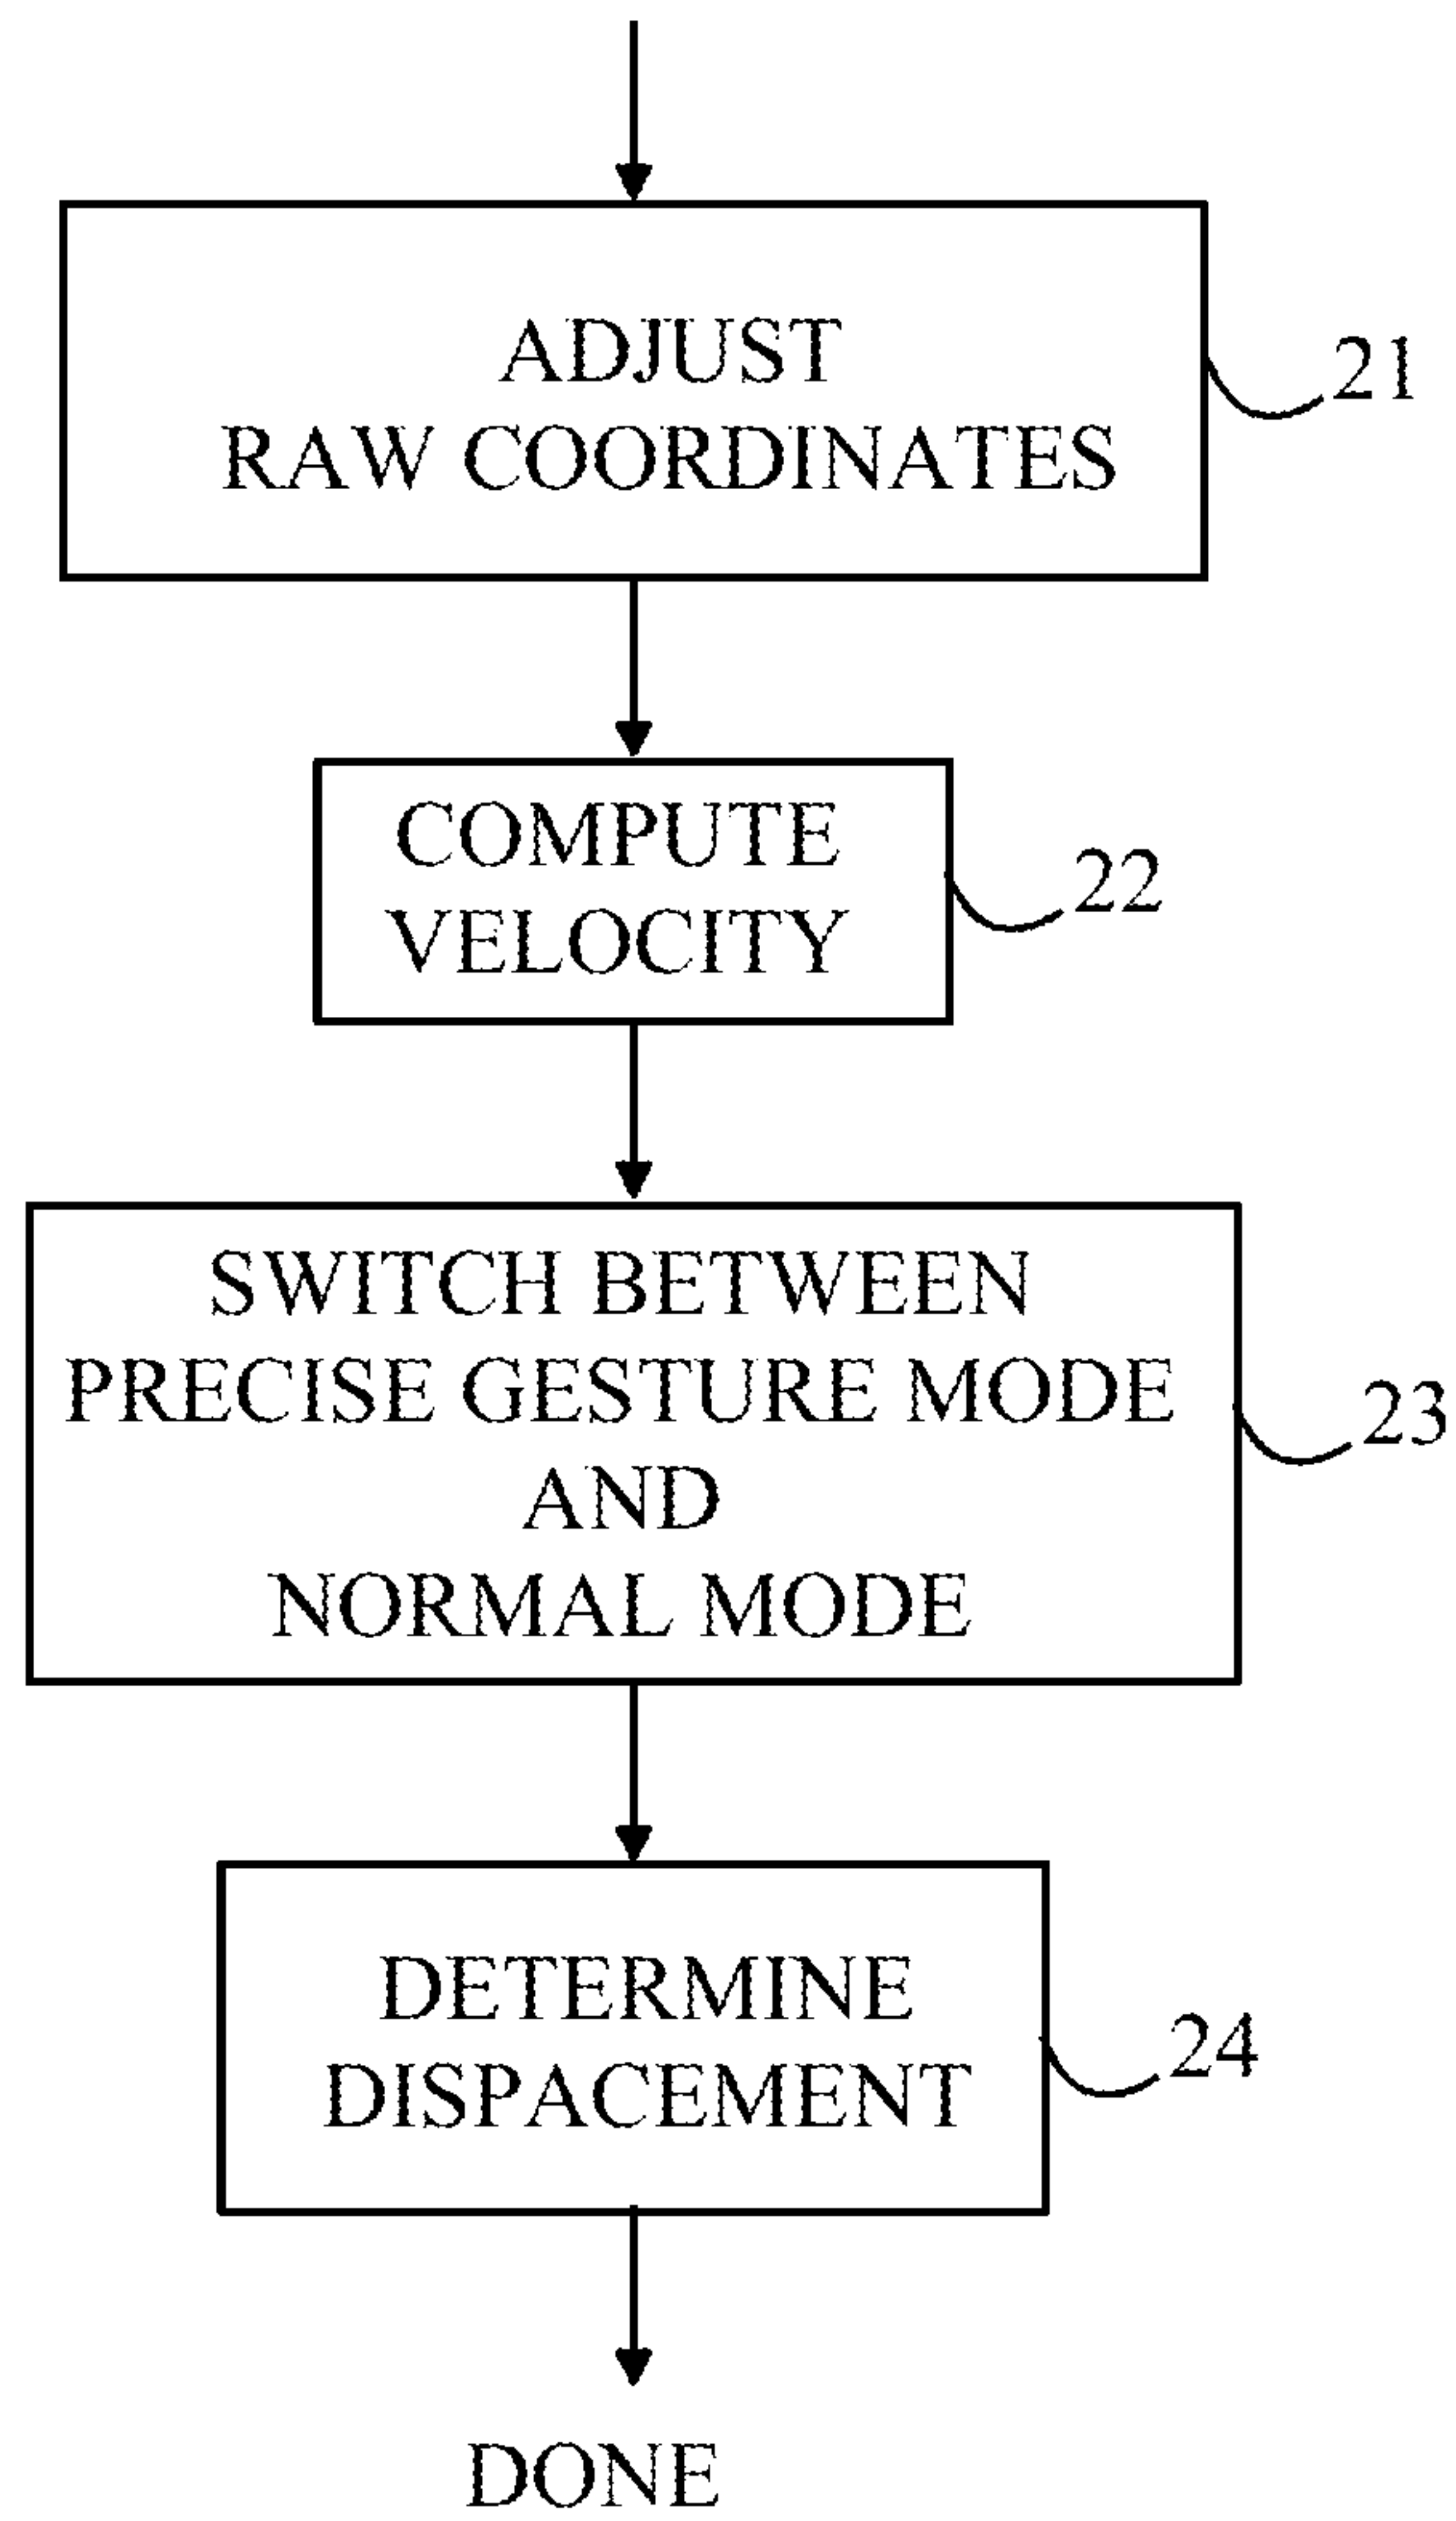 ADJUST
RAW COORDINATES
21
COMPUTE
VELOCITY
22
SWITCH BETWEEN
PRECISE GESTURE MODE
AND
NORMAL MODE
23
DETERMINE
DISPACEMENT
24
DONE